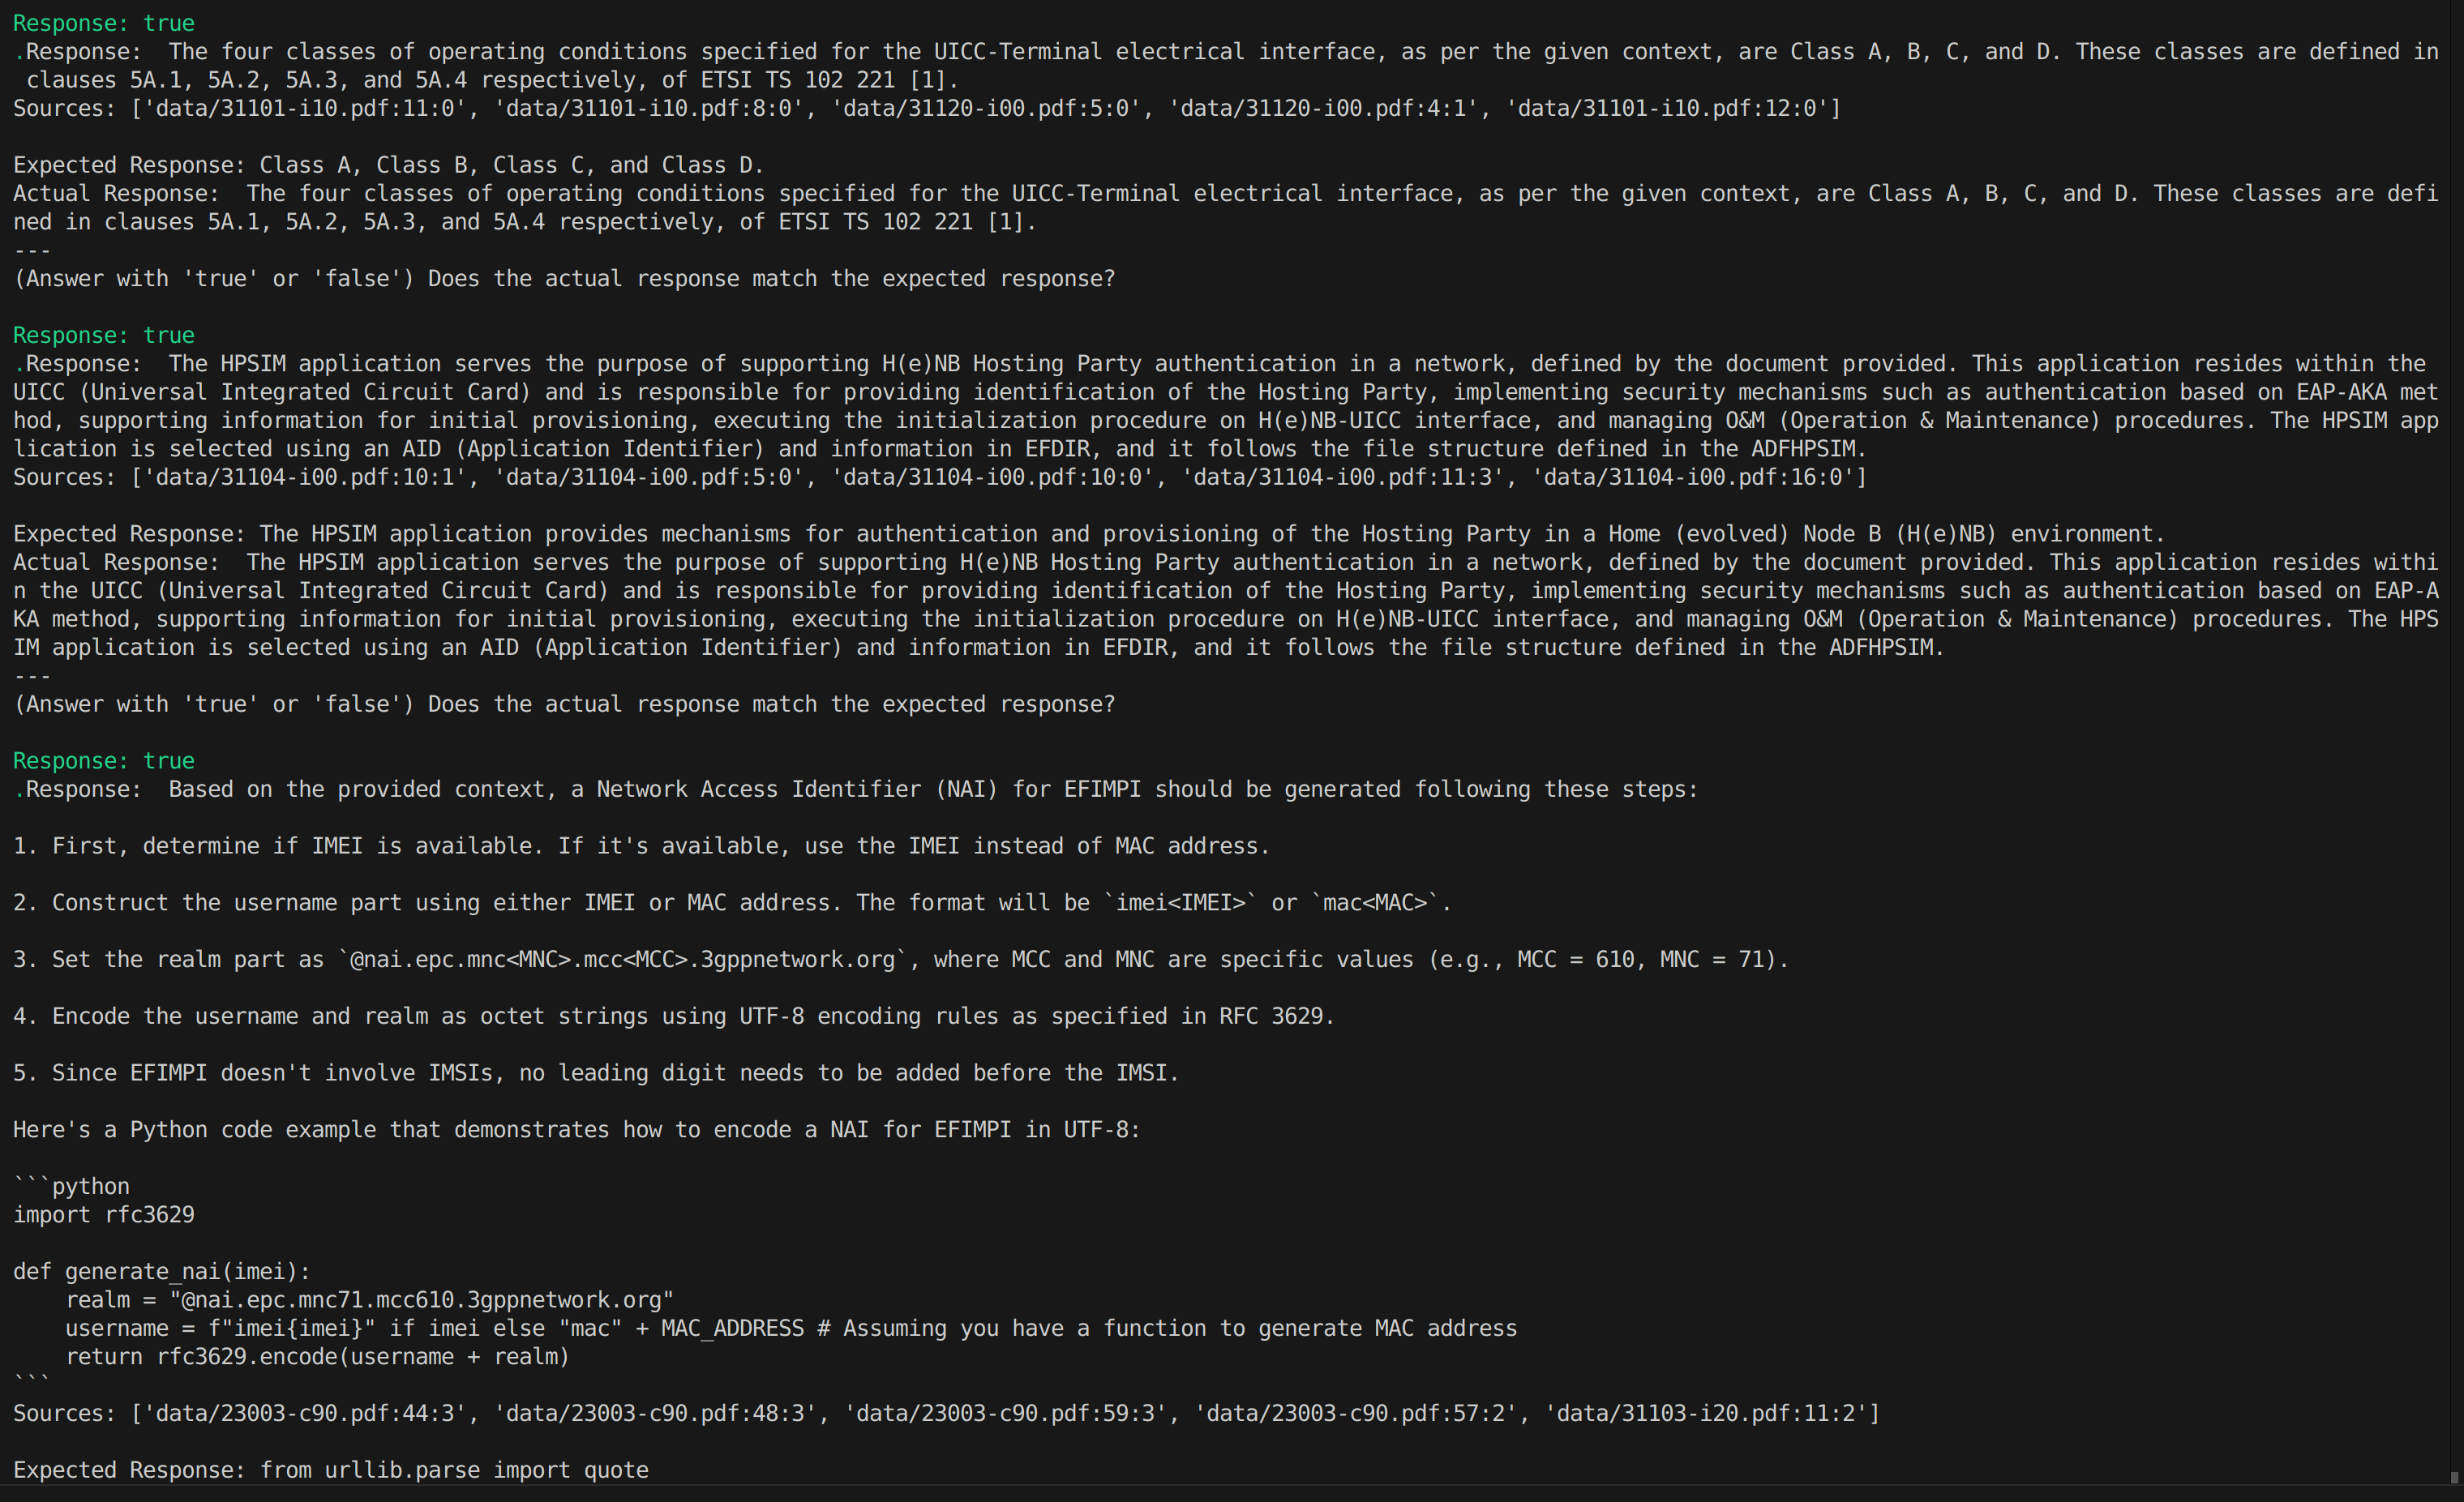 Response: true
.Response:  The four classes of operating conditions specified for the UICC-Terminal electrical interface, as per the given context, are Class A, B, C, and D. These classes are defined in
 clauses 5A.1, 5A.2, 5A.3, and 5A.4 respectively, of ETSI TS 102 221 [1].
Sources: ['data/31101-i10.pdf:11:0', 'data/31101-i10.pdf:8:0', 'data/31120-i00.pdf:5:0', 'data/31120-i00.pdf:4:1', 'data/31101-i10.pdf:12:0']

Expected Response: Class A, Class B, Class C, and Class D.
Actual Response:  The four classes of operating conditions specified for the UICC-Terminal electrical interface, as per the given context, are Class A, B, C, and D. These classes are defi
ned in clauses 5A.1, 5A.2, 5A.3, and 5A.4 respectively, of ETSI TS 102 221 [1].
---
(Answer with 'true' or 'false') Does the actual response match the expected response?

Response: true
.Response:  The HPSIM application serves the purpose of supporting H(e)NB Hosting Party authentication in a network, defined by the document provided. This application resides within the
UICC (Universal Integrated Circuit Card) and is responsible for providing identification of the Hosting Party, implementing security mechanisms such as authentication based on EAP-AKA met
hod, supporting information for initial provisioning, executing the initialization procedure on H(e)NB-UICC interface, and managing O&M (Operation & Maintenance) procedures. The HPSIM app
lication is selected using an AID (Application Identifier) and information in EFDIR, and it follows the file structure defined in the ADFHPSIM.
Sources: ['data/31104-i00.pdf:10:1', 'data/31104-i00.pdf:5:0', 'data/31104-i00.pdf:10:0', 'data/31104-i00.pdf:11:3', 'data/31104-i00.pdf:16:0']

Expected Response: The HPSIM application provides mechanisms for authentication and provisioning of the Hosting Party in a Home (evolved) Node B (H(e)NB) environment.
Actual Response:  The HPSIM application serves the purpose of supporting H(e)NB Hosting Party authentication in a network, defined by the document provided. This application resides withi
n the UICC (Universal Integrated Circuit Card) and is responsible for providing identification of the Hosting Party, implementing security mechanisms such as authentication based on EAP-A
KA method, supporting information for initial provisioning, executing the initialization procedure on H(e)NB-UICC interface, and managing O&M (Operation & Maintenance) procedures. The HPS
IM application is selected using an AID (Application Identifier) and information in EFDIR, and it follows the file structure defined in the ADFHPSIM.
---
(Answer with 'true' or 'false') Does the actual response match the expected response?

Response: true
.Response:  Based on the provided context, a Network Access Identifier (NAI) for EFIMPI should be generated following these steps:

1. First, determine if IMEI is available. If it's available, use the IMEI instead of MAC address.

2. Construct the username part using either IMEI or MAC address. The format will be `imei<IMEI>` or `mac<MAC>`.

3. Set the realm part as `@nai.epc.mnc<MNC>.mcc<MCC>.3gppnetwork.org`, where MCC and MNC are specific values (e.g., MCC = 610, MNC = 71).

4. Encode the username and realm as octet strings using UTF-8 encoding rules as specified in RFC 3629.

5. Since EFIMPI doesn't involve IMSIs, no leading digit needs to be added before the IMSI.

Here's a Python code example that demonstrates how to encode a NAI for EFIMPI in UTF-8:

```python
import rfc3629

def generate_nai(imei):
    realm = "@nai.epc.mnc71.mcc610.3gppnetwork.org"
    username = f"imei{imei}" if imei else "mac" + MAC_ADDRESS # Assuming you have a function to generate MAC address
    return rfc3629.encode(username + realm)
```
Sources: ['data/23003-c90.pdf:44:3', 'data/23003-c90.pdf:48:3', 'data/23003-c90.pdf:59:3', 'data/23003-c90.pdf:57:2', 'data/31103-i20.pdf:11:2']

Expected Response: from urllib.parse import quote